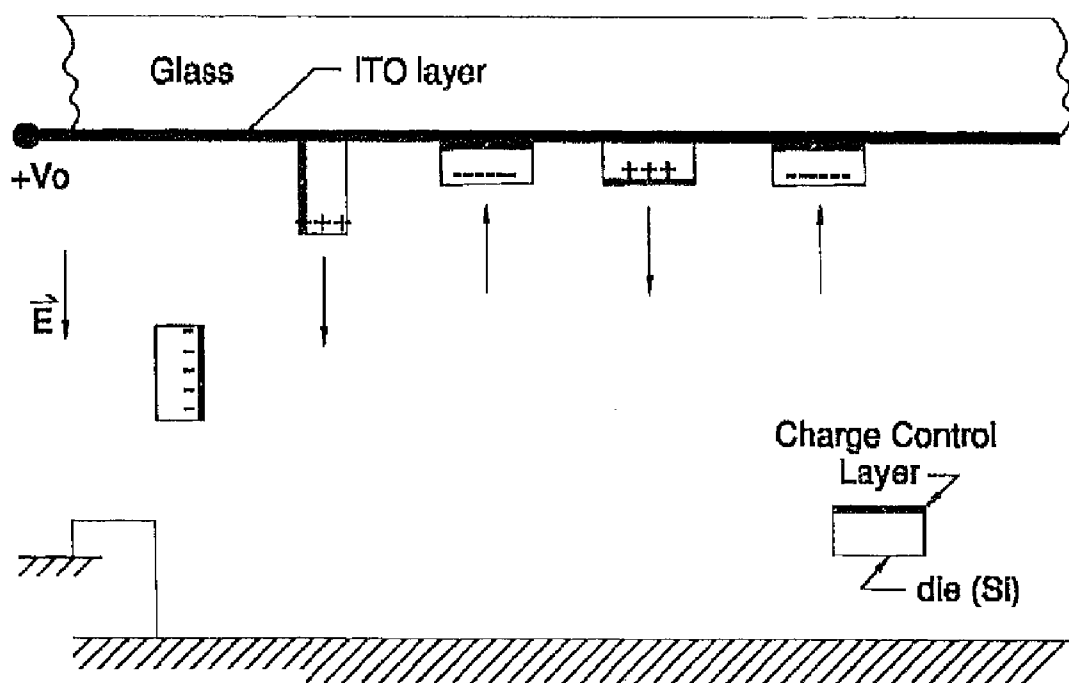 Glass
ITO layer
+Vo
+++
------
+++
------
E
Charge Control
Layer
die (Si)